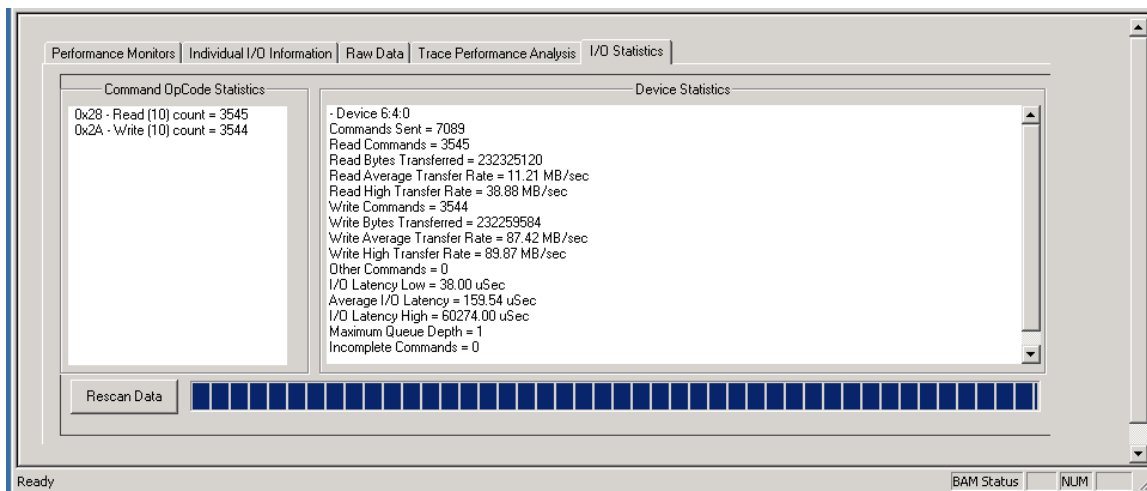 Performance Monitors Individual I/O Information Raw Data Trace Performance Analysis I/O Statistics
Command OpCode Statistics
0x28 - Read (10) count = 3545
0x2A - Write (10) count = 3544
Device Statistics
- Device 6:4:0
Commands Sent = 7089
Read Commands = 3545
Read Bytes Transferred = 232325120
Read Average Transfer Rate = 11.21 MB/sec
Read High Transfer Rate = 38.88 MB/sec
Write Commands = 3544
Write Bytes Transferred = 232259584
Write Average Transfer Rate = 87.42 MB/sec
Write High Transfer Rate = 89.87 MB/sec
Other Commands = 0
I/O Latency Low = 38.00 uSec
Average I/O Latency = 159.54 uSec
I/O Latency High = 60274.00 uSec
Maximum Queue Depth = 1
Incomplete Commands = 0
Rescan Data
Ready BAM Status NUM